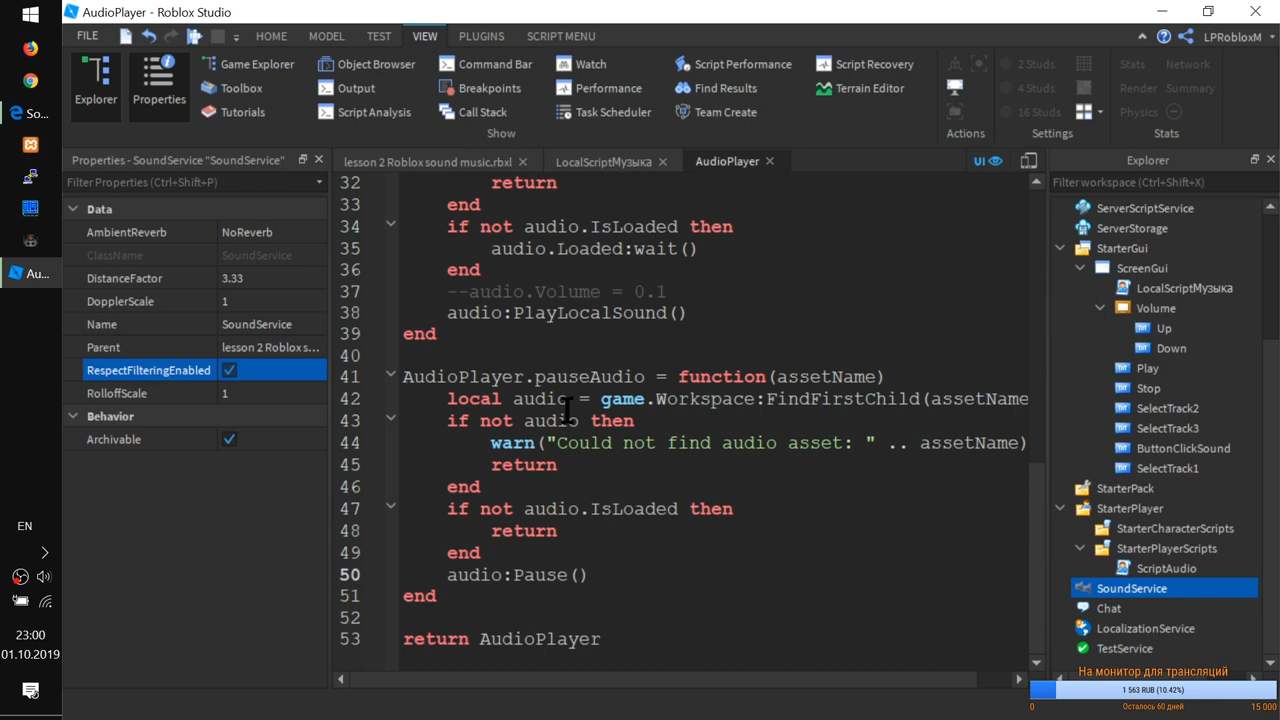 AudioPlayer - Roblox Studio
FILE
HOME
MODEL
TEST
VIEW
PLUGINS
SCRIPT MENU
LPRobloxM
Explorer
Properties
Game Explorer
Toolbox
Tutorials
Object Browser
Output
Script Analysis
Command Bar
Breakpoints
Call Stack
Watch
Performance
Task Scheduler
Script Performance
Find Results
Team Create
Script Recovery
Terrain Editor
Show
Actions
2 Studs
4 Studs
16 Studs
Settings
Stats
Network
Render
Summary
Physics
Stats
So...
Au...
EN
23:00
01.10.2019
Properties - SoundService "SoundService"
Filter Properties (Ctrl+Shift+P)
Data
AmbientReverb NoReverb
ClassName SoundService
DistanceFactor 3.33
DopplerScale 1
Name SoundService
Parent lesson 2 Roblox s...
RespectFilteringEnabled
RolloffScale 1
Behavior
Archivable
lesson 2 Roblox sound music.rbxl
LocalScriptМузыка
AudioPlayer
UI
32 return
33 end
34 if not audio.IsLoaded then
35 audio.Loaded:wait()
36 end
37 --audio.Volume = 0.1
38 audio:PlayLocalSound()
39 end
40
41 AudioPlayer.pauseAudio = function(assetName)
42 local audio = game.Workspace:FindFirstChild(assetName
43 if not audio then
44 warn("Could not find audio asset: " .. assetName)
45 return
46 end
47 if not audio.IsLoaded then
48 return
49 end
50 audio:Pause()
51 end
52
53 return AudioPlayer
Explorer
Filter workspace (Ctrl+Shift+X)
ServerScriptService
ServerStorage
StarterGui
ScreenGui
LocalScriptМузыка
Volume
Up
Down
Play
Stop
SelectTrack2
SelectTrack3
ButtonClickSound
SelectTrack1
StarterPack
StarterPlayer
StarterCharacterScripts
StarterPlayerScripts
ScriptAudio
SoundService
Chat
LocalizationService
TestService
На монитор для трансляций
1 563 RUB (10.42%)
0 Осталось 60 дней 15 000